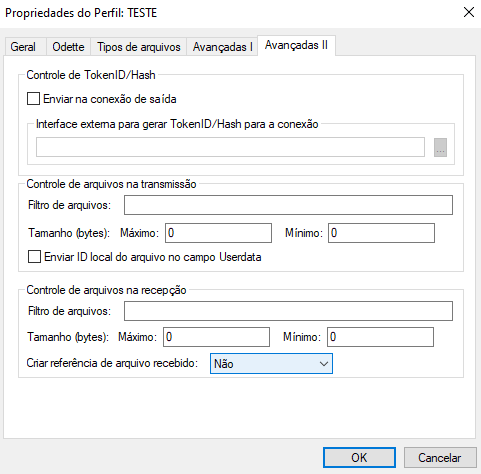 Propriedades do Perfil: TESTE
Geral Odette Tipos de arquivos Avançadas I Avançadas II
Controle de TokenID/Hash
Enviar na conexão de saída
Interface externa para gerar TokenID/Hash para a conexão
...
Controle de arquivos na transmissão
Filtro de arquivos:
Tamanho (bytes): Máximo: 0 Mínimo: 0
Enviar ID local do arquivo no campo Userdata
Controle de arquivos na recepção
Filtro de arquivos:
Tamanho (bytes): Máximo: 0 Mínimo: 0
Criar referência de arquivo recebido: Não
OK Cancelar